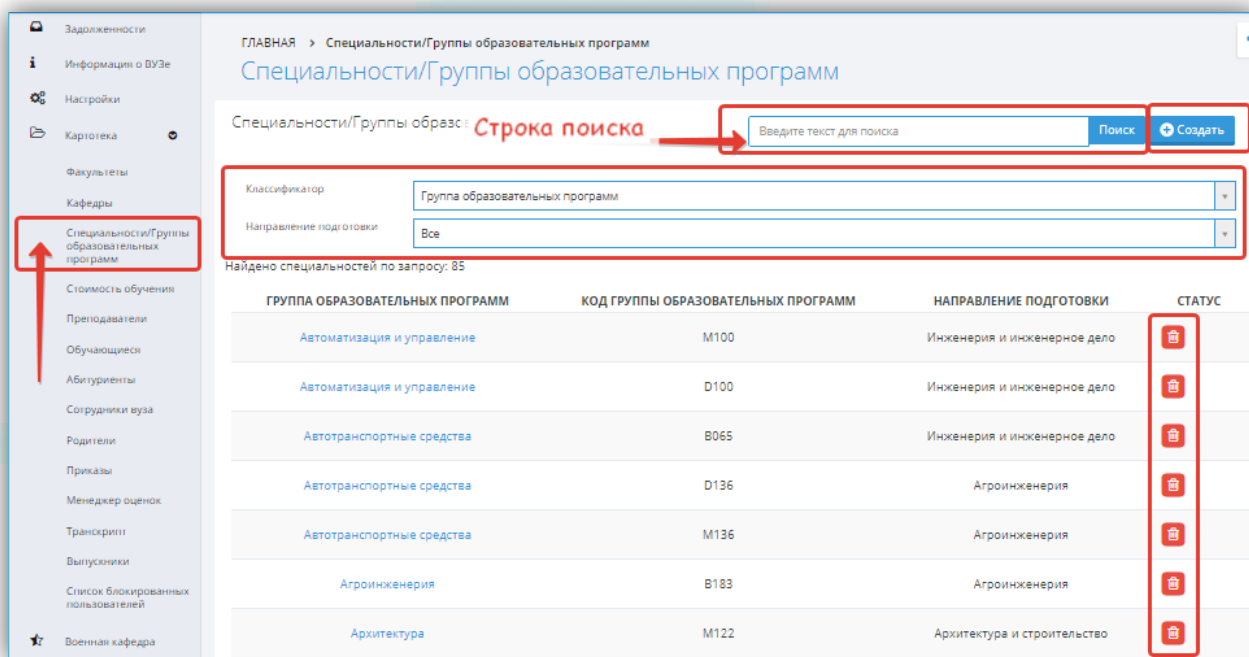 Задолженности
Информация о ВУЗе
Настройки
Картотека
Факультеты
Кафедры
Специальности/Группы
образовательных
программ
Стоимость обучения
Преподаватели
Обучающиеся
Абитуриенты
Сотрудники вуза
Родители
Приказы
Менеджер оценок
Транскрипт
Выпускники
Список блокированных
пользователей
Военная кафедра
ГЛАВНАЯ > Специальности/Группы образовательных программ
Специальности/Группы образовательных программ
Специальности/Группы образов
Строка поиска
Введите текст для поиска
Поиск
Создать
Классификатор
Группа образовательных программ
Направление подготовки
Все
Найдено специальностей по запросу: 85
ГРУППА ОБРАЗОВАТЕЛЬНЫХ ПРОГРАММ КОД ГРУППЫ ОБРАЗОВАТЕЛЬНЫХ ПРОГРАММ НАПРАВЛЕНИЕ ПОДГОТОВКИ СТАТУС
Автоматизация и управление M100 Инженерия и инженерное дело
Автоматизация и управление D100 Инженерия и инженерное дело
Автотранспортные средства B065 Инженерия и инженерное дело
Автотранспортные средства D136 Агроинженерия
Автотранспортные средства M136 Агроинженерия
Агроинженерия B183 Агроинженерия
Архитектура M122 Архитектура и строительство